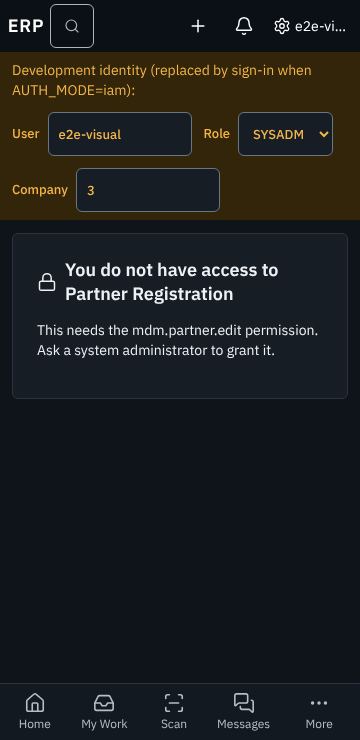 ERP
e2e-vi...
Development identity (replaced by sign-in when
AUTH_MODE=iam):
User e2e-visual Role SYSADM
Company 3
You do not have access to
Partner Registration
This needs the mdm.partner.edit permission.
Ask a system administrator to grant it.
Home My Work Scan Messages More